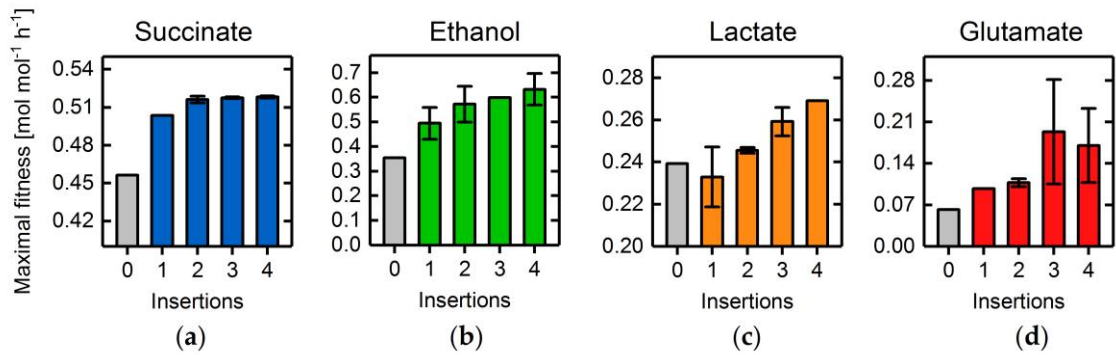 Succinate Ethanol Lactate Glutamate
Maximal fitness [mol mol⁻¹ h⁻¹]
0.54
0.51
0.48
0.45
0.42
0 1 2 3 4
Insertions
(a)
0.7
0.6
0.5
0.4
0.3
0.2
0.1
0.0
0 1 2 3 4
Insertions
(b)
0.28
0.26
0.24
0.22
0.20
0 1 2 3 4
Insertions
(c)
0.28
0.21
0.14
0.07
0.00
0 1 2 3 4
Insertions
(d)